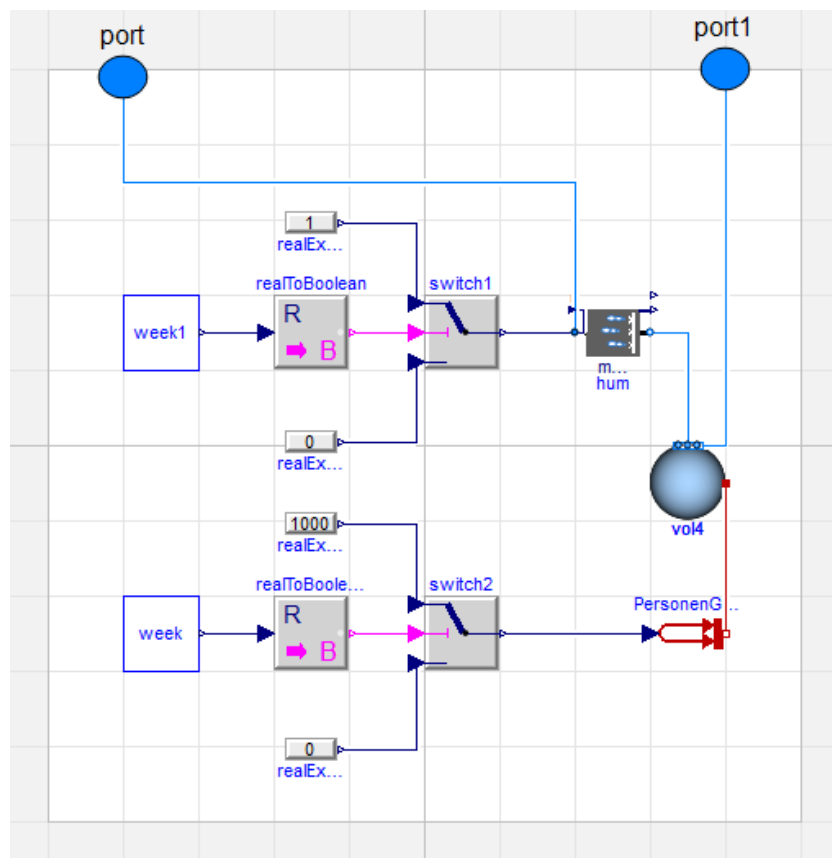 port
port1
1
realEx...
realToBoolean
switch1
week1
R
B
m...
hum
0
realEx...
1000
realEx...
vol4
realToBoole...
switch2
PersonenG...
week
R
B
0
realEx...